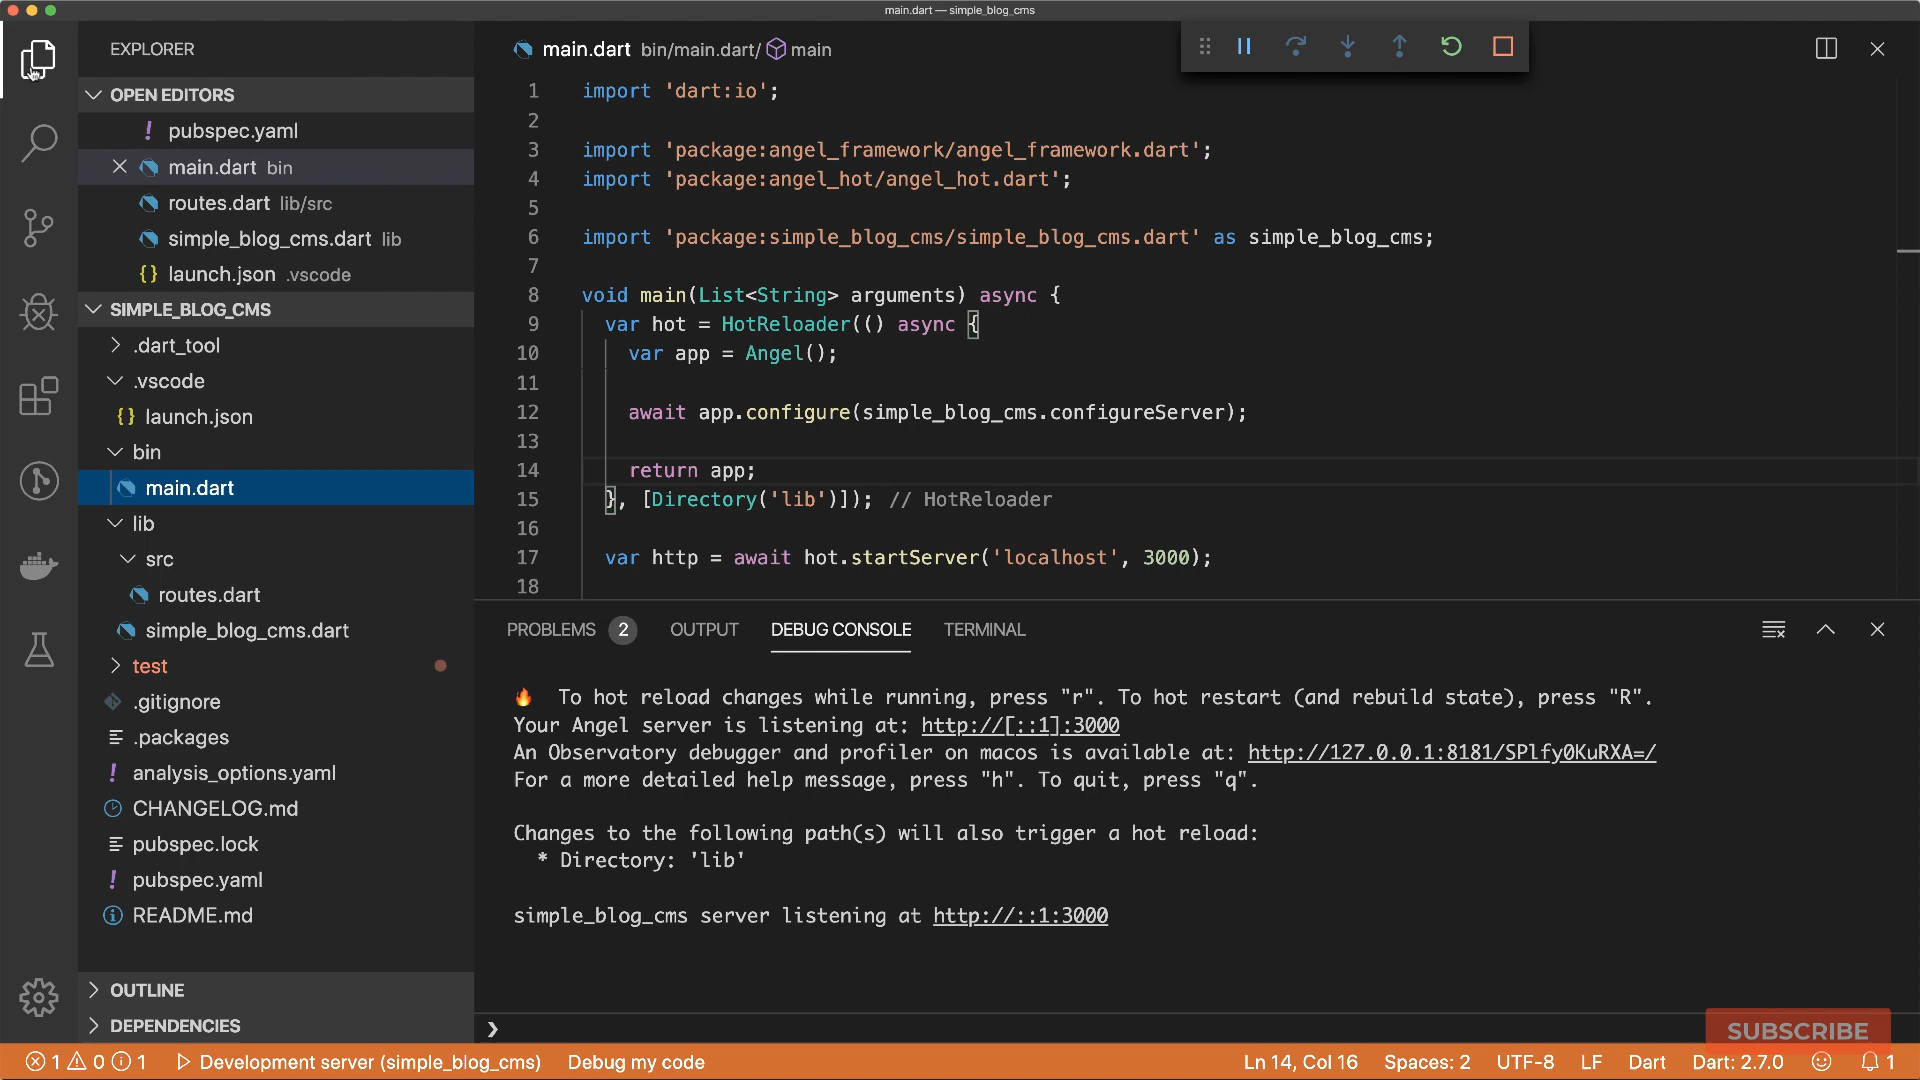 main.dart — simple_blog_cms
EXPLORER
OPEN EDITORS
! pubspec.yaml
main.dart bin
routes.dart lib/src
simple_blog_cms.dart lib
{} launch.json .vscode
SIMPLE_BLOG_CMS
.dart_tool
.vscode
{} launch.json
bin
main.dart
lib
src
routes.dart
simple_blog_cms.dart
test
.gitignore
.packages
! analysis_options.yaml
CHANGELOG.md
pubspec.lock
! pubspec.yaml
README.md
OUTLINE
DEPENDENCIES
main.dart bin/main.dart/ main
1 import 'dart:io';
2
3 import 'package:angel_framework/angel_framework.dart';
4 import 'package:angel_hot/angel_hot.dart';
5
6 import 'package:simple_blog_cms/simple_blog_cms.dart' as simple_blog_cms;
7
8 void main(List<String> arguments) async {
9 var hot = HotReloader(() async {
10 var app = Angel();
11
12 await app.configure(simple_blog_cms.configureServer);
13
14 return app;
15 }, [Directory('lib')]); // HotReloader
16
17 var http = await hot.startServer('localhost', 3000);
18
PROBLEMS 2 OUTPUT DEBUG CONSOLE TERMINAL
🔥 To hot reload changes while running, press "r". To hot restart (and rebuild state), press "R".
Your Angel server is listening at: http://[::1]:3000
An Observatory debugger and profiler on macos is available at: http://127.0.0.1:8181/SPlfy0KuRXA=/
For a more detailed help message, press "h". To quit, press "q".
Changes to the following path(s) will also trigger a hot reload:
* Directory: 'lib'
simple_blog_cms server listening at http://::1:3000
SUBSCRIBE
1 0 1 Development server (simple_blog_cms) Debug my code Ln 14, Col 16 Spaces: 2 UTF-8 LF Dart Dart: 2.7.0 1